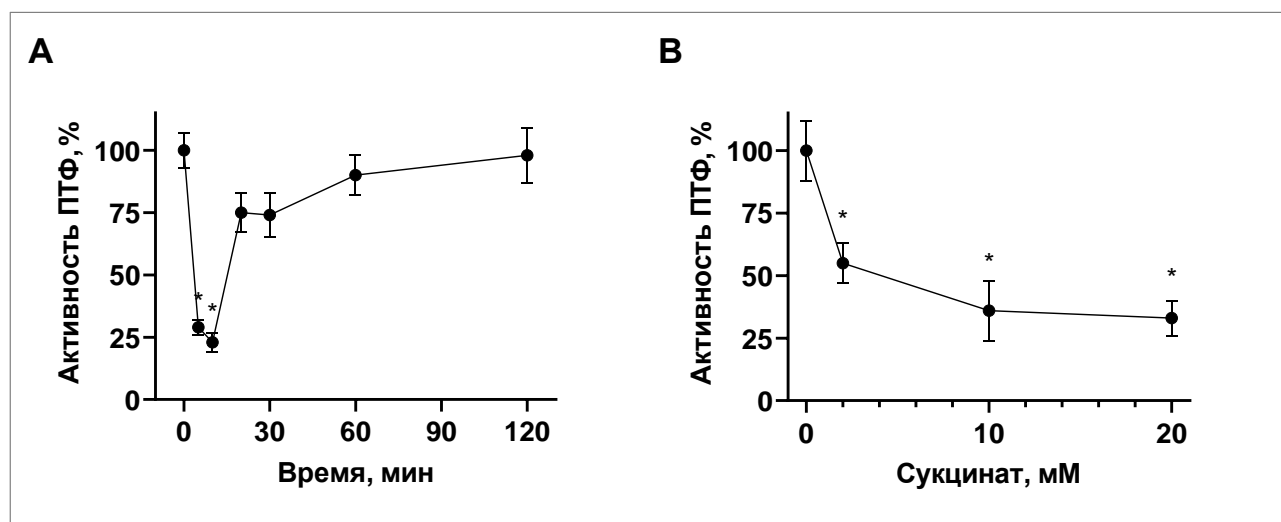 A
Активность ПТФ, %
100
75
50
25
0
* *
0 30 60 90 120
Время, мин
B
Активность ПТФ, %
100
75
50
25
0
* * *
0 10 20
Сукцинат, мМ